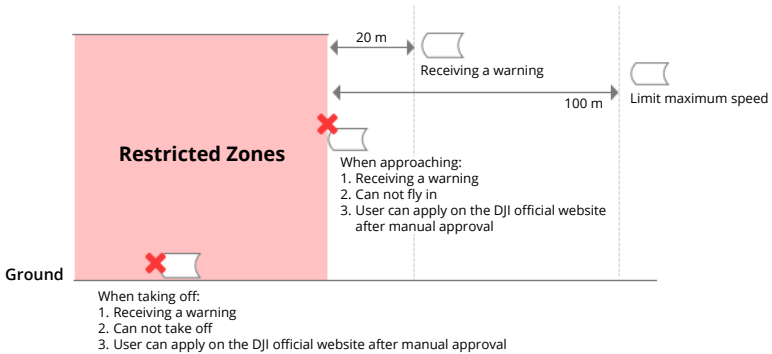 20 m
Receiving a warning
100 m
Limit maximum speed
Restricted Zones
When approaching:
1. Receiving a warning
2. Can not fly in
3. User can apply on the DJI official website
after manual approval
Ground
When taking off:
1. Receiving a warning
2. Can not take off
3. User can apply on the DJI official website after manual approval